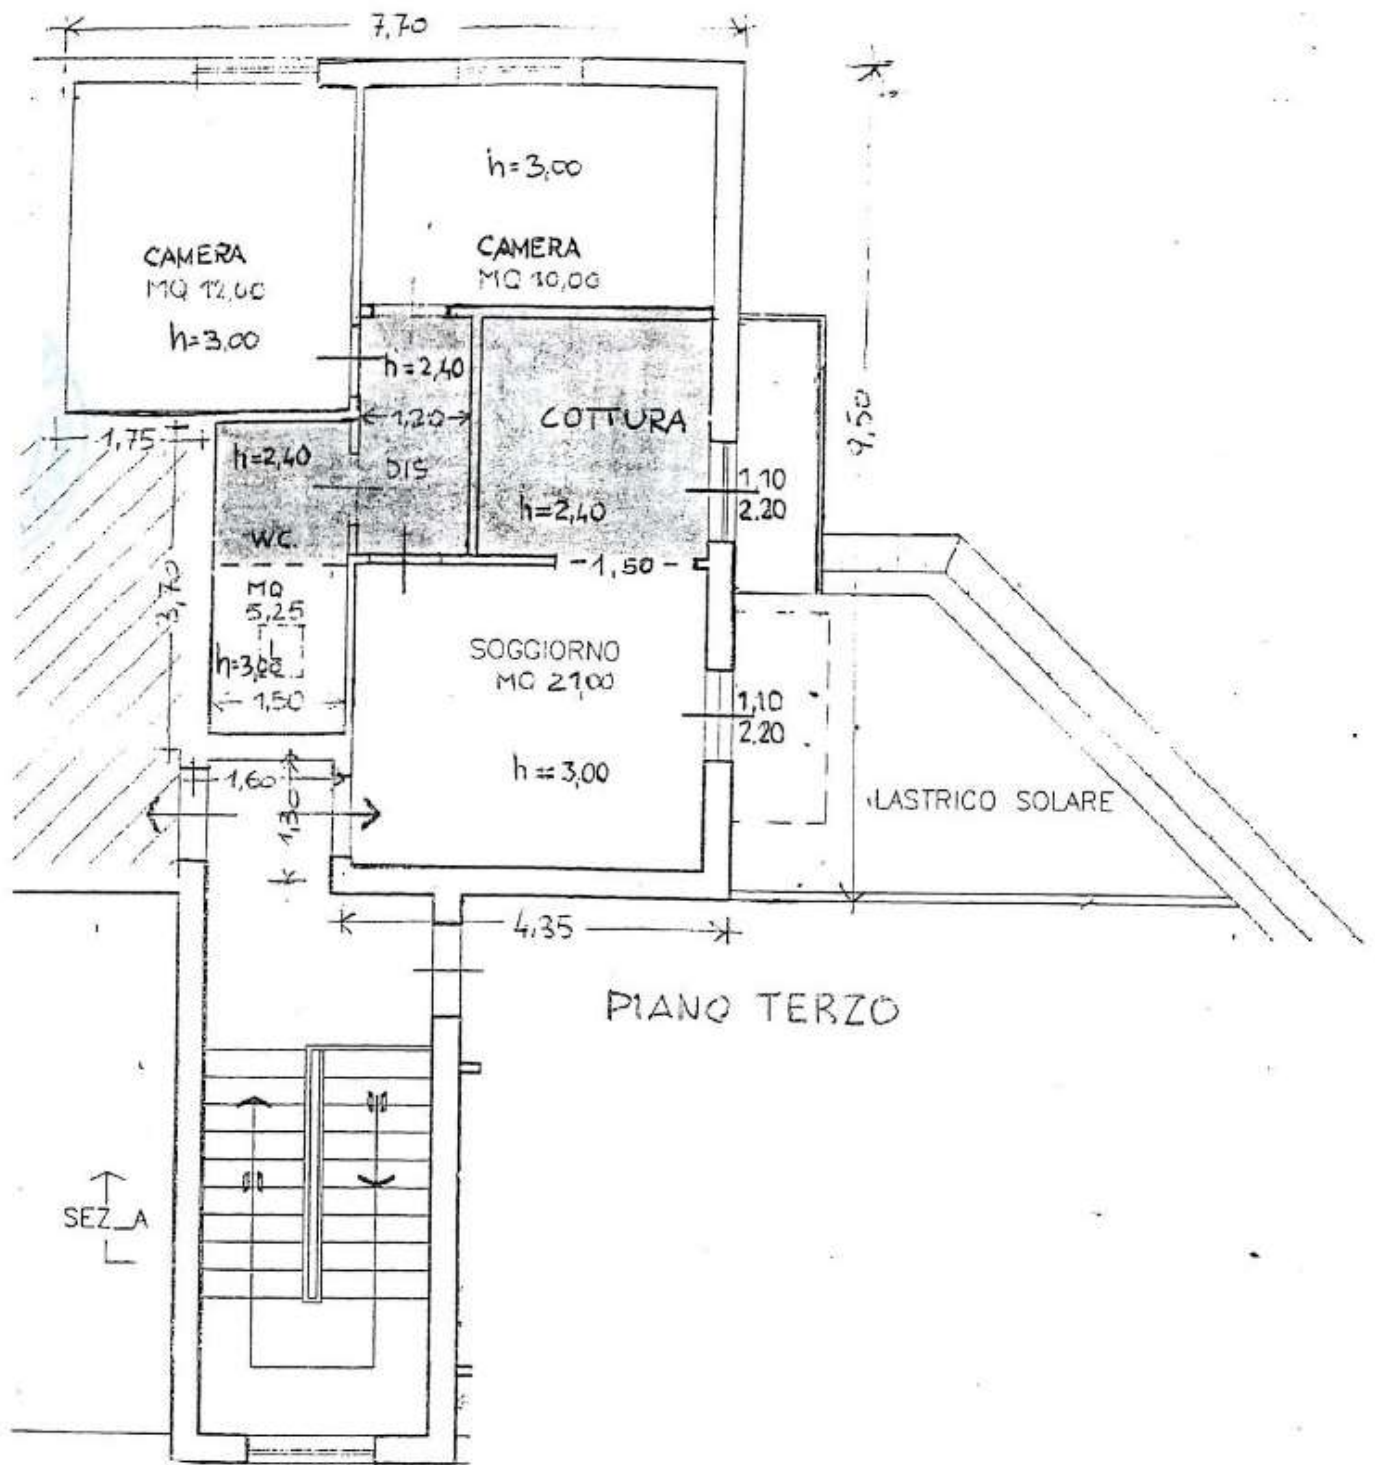 7,70
h=3,00
CAMERA
MQ 12,00
h=3,00
CAMERA
MQ 10,00
h=2,40
1,20
COTTURA
9,50
1,75
h=2,40
DIS
1,10
2.20
h=2,40
WC.
1,50
3,70
MQ
5,25
h=3,00
1,50
SOGGIORNO
MQ 21,00
1,10
2.20
h=3,00
1,60
1,30
LASTRICO SOLARE
4,35
PIANO TERZO
SEZ_A